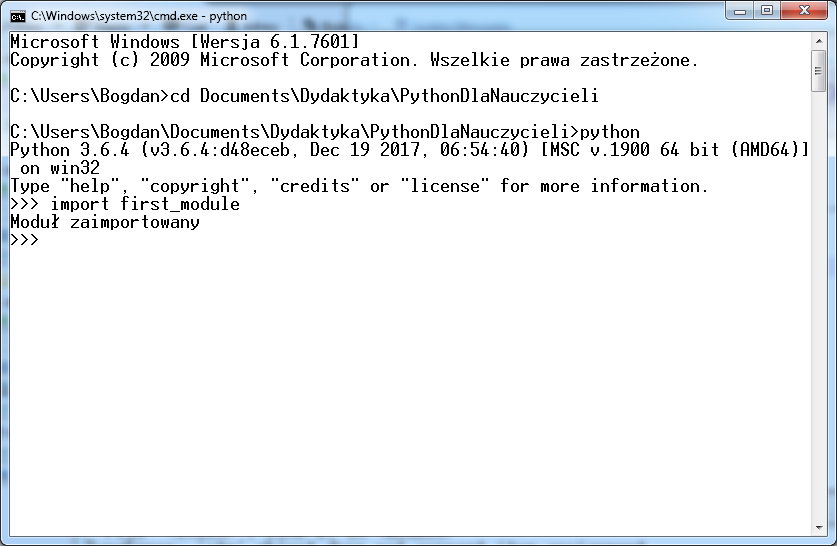 C:\Windows\system32\cmd.exe - python
Microsoft Windows [Wersja 6.1.7601]
Copyright (c) 2009 Microsoft Corporation. Wszelkie prawa zastrzeżone.
C:\Users\Bogdan>cd Documents\Dydaktyka\PythonDlaNauczycieli
C:\Users\Bogdan\Documents\Dydaktyka\PythonDlaNauczycieli>python
Python 3.6.4 (v3.6.4:d48eceb, Dec 19 2017, 06:54:40) [MSC v.1900 64 bit (AMD64)]
on win32
Type "help", "copyright", "credits" or "license" for more information.
>>> import first_module
Moduł zaimportowany
>>>